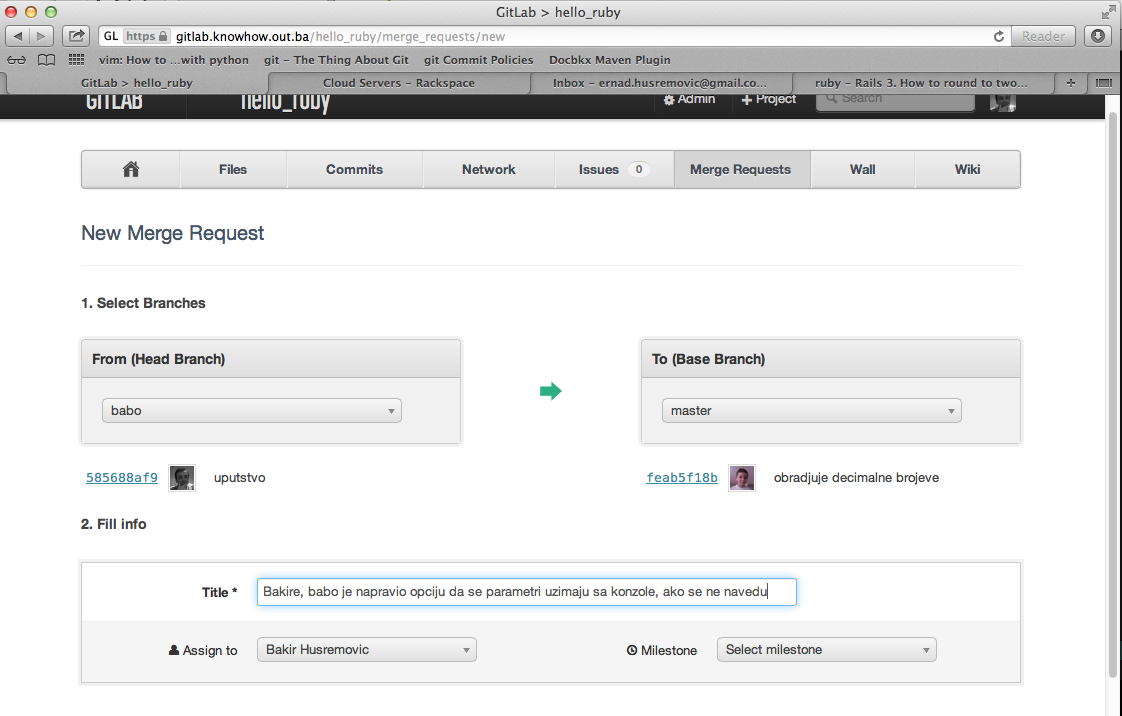 GitLab > hello_ruby
GL https gitlab.knowhow.out.ba/hello_ruby/merge_requests/new Reader
vim: How to ...with python git – The Thing About Git git Commit Policies Docbkx Maven Plugin
GitLab > hello_ruby Cloud Servers – Rackspace Inbox – ernad.husremovic@gmail.co... ruby – Rails 3. How to round to two... +
GITLAB hello_ruby Admin + Project Search
Files Commits Network Issues 0 Merge Requests Wall Wiki
New Merge Request
1. Select Branches
From (Head Branch) To (Base Branch)
babo master
585688af9 uputstvo feab5f18b obradjuje decimalne brojeve
2. Fill info
Title * Bakire, babo je napravio opciju da se parametri uzimaju sa konzole, ako se ne navedu
Assign to Bakir Husremovic Milestone Select milestone